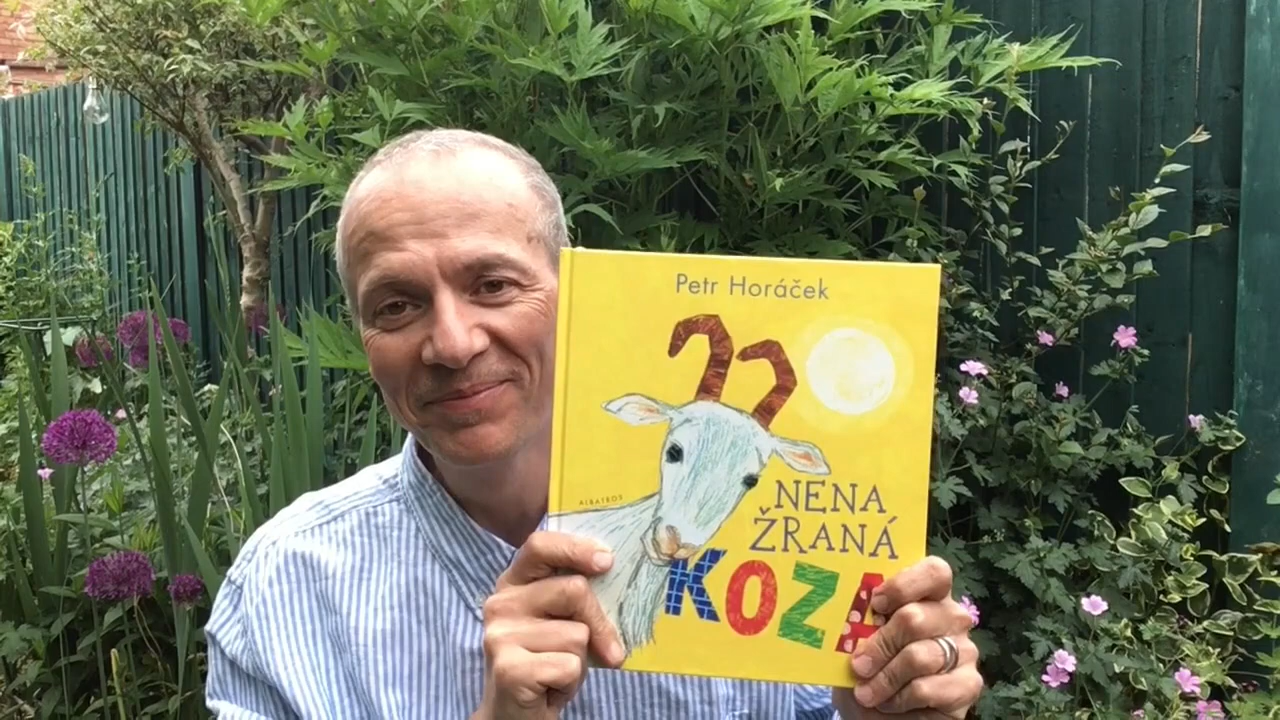 Petr Horáček
ALBATROS
NENA
ŽRANÁ
KOZA